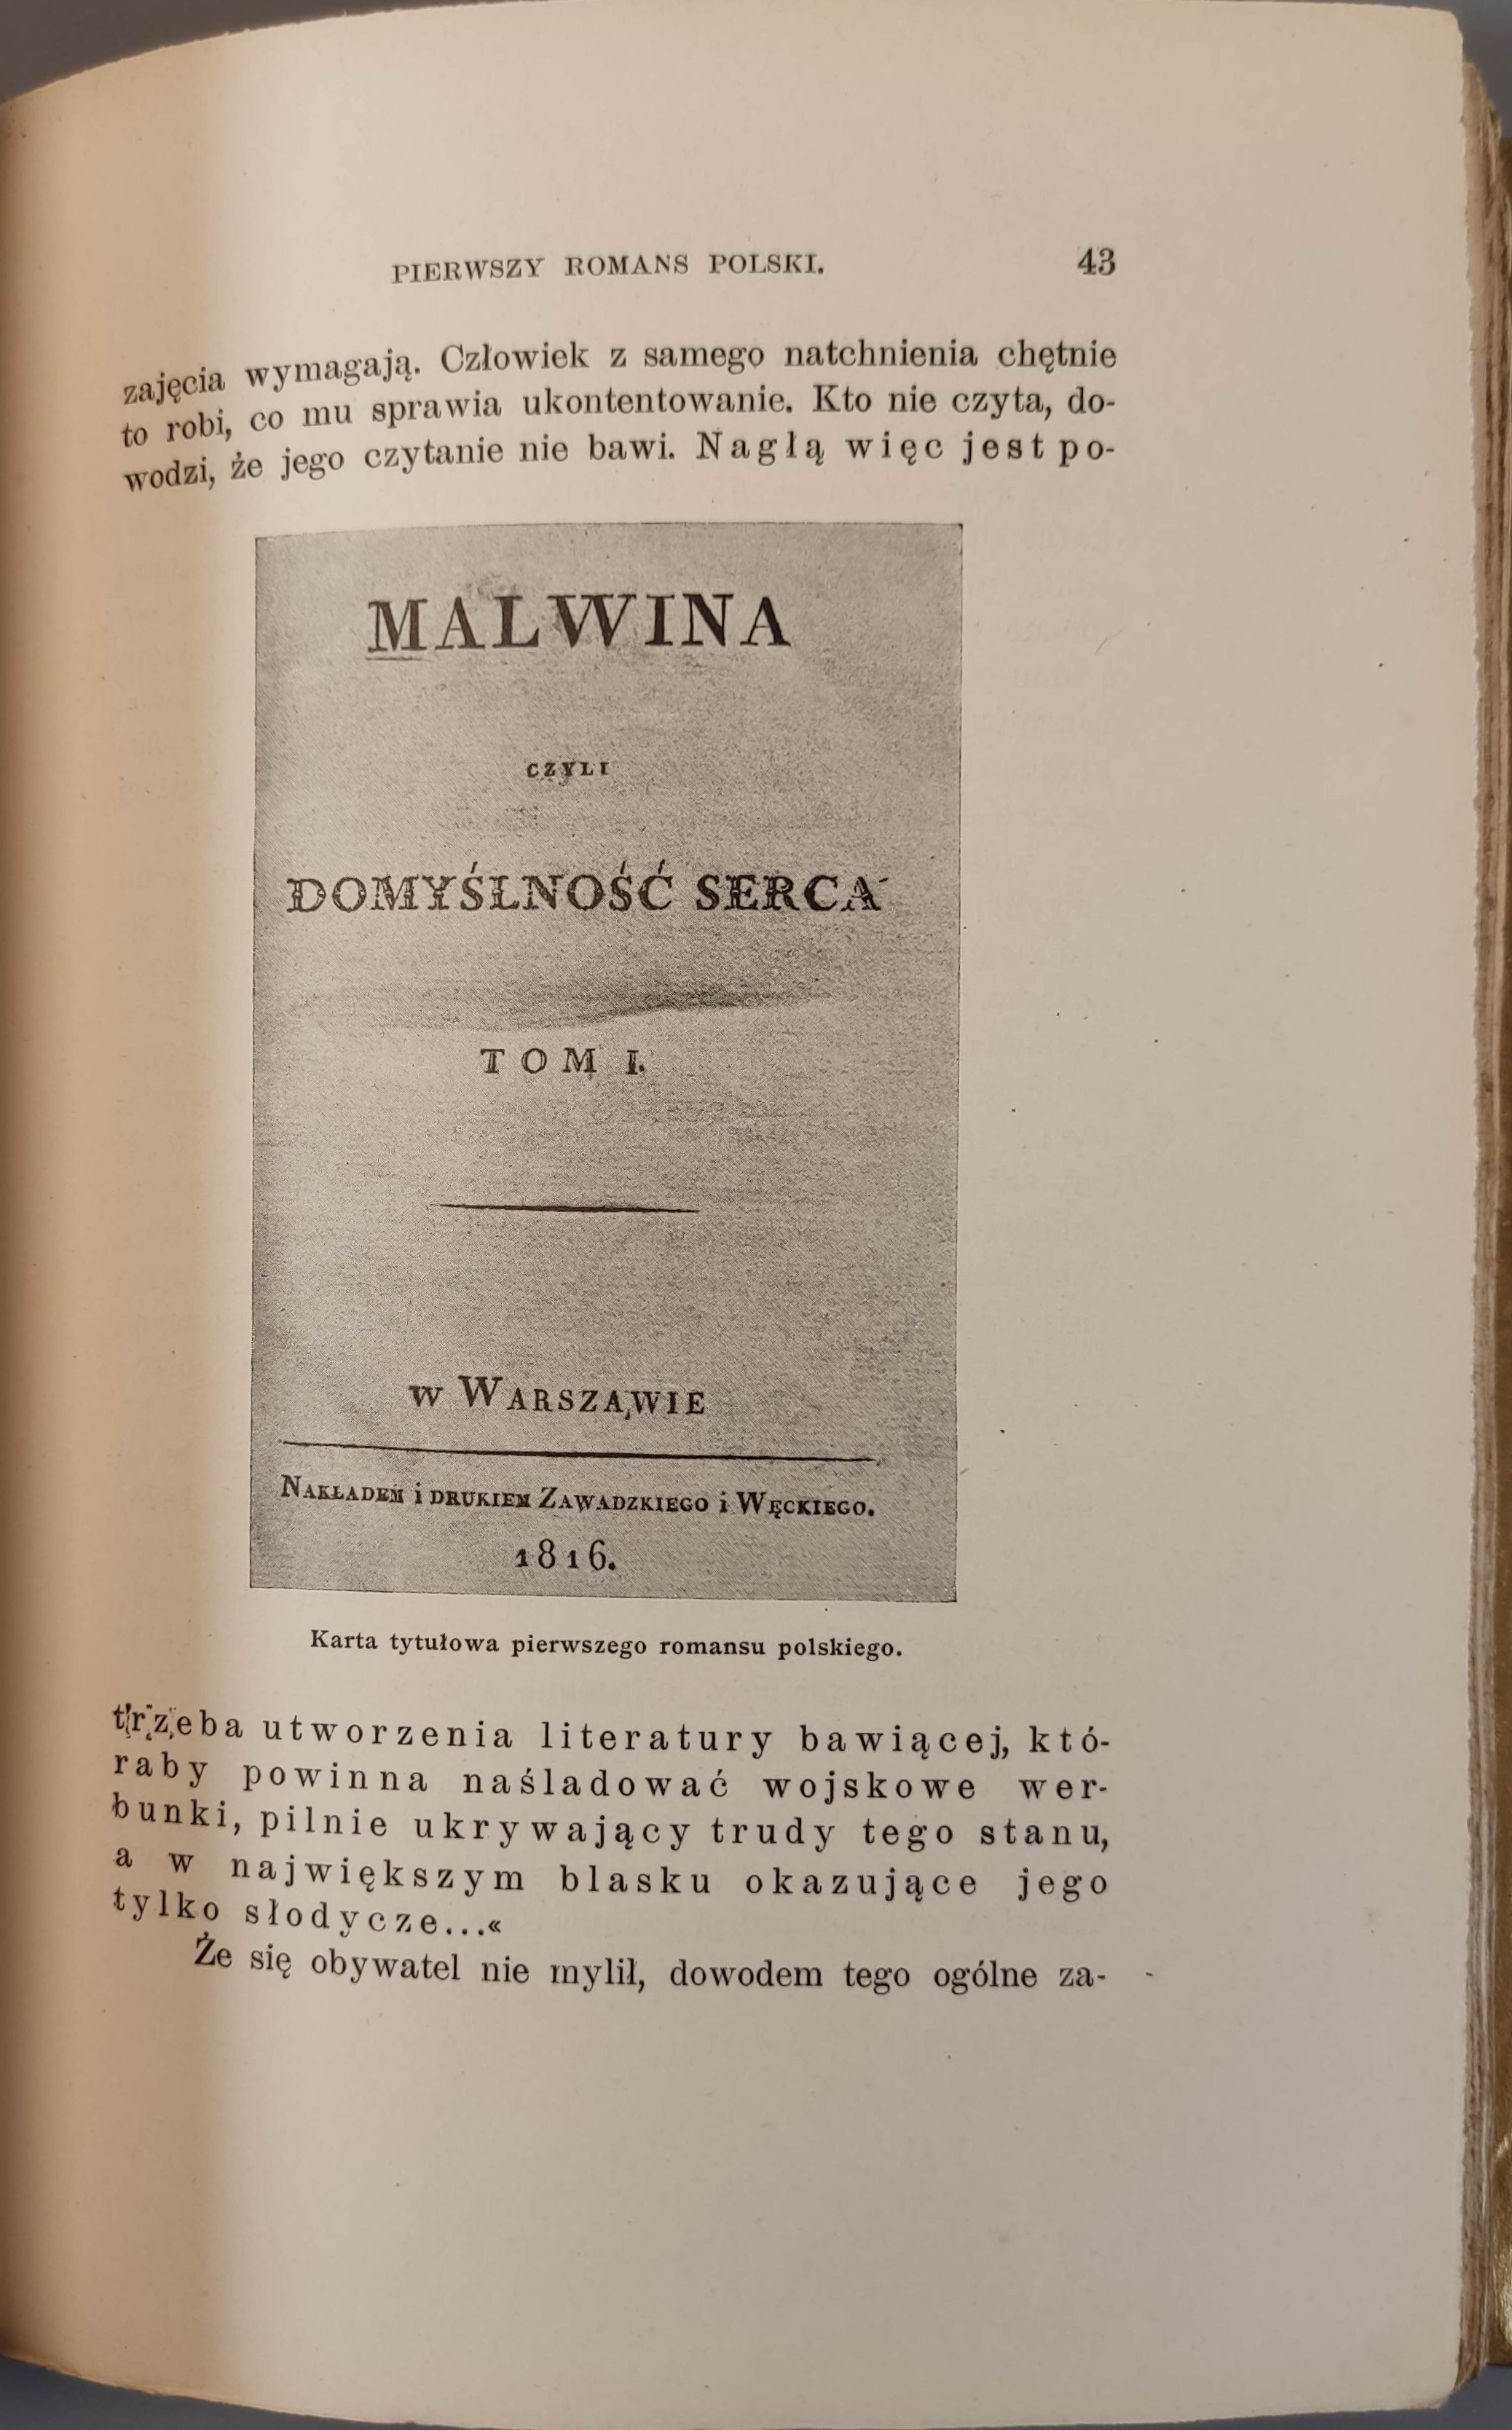 PIERWSZY ROMANS POLSKI. 43
zajęcia wymagają. Człowiek z samego natchnienia chętnie
to robi, co mu sprawia ukontentowanie. Kto nie czyta, do-
wodzi, że jego czytanie nie bawi. Nagłą więc jest po-
MALWINA
CZYLI
DOMYŚLNOŚĆ SERCA
TOM I.
W WARSZAWIE
NAKŁADEM i DRUKIEM ZAWADZKIEGO i WĘCKIEGO.
1816.
Karta tytułowa pierwszego romansu polskiego.
trzeba utworzenia literatury bawiącej, któ-
raby powinna naśladować wojskowe wer-
bunki, pilnie ukrywający trudy tego stanu,
a w największym blasku okazujące jego
tylko słodycze...«
Że się obywatel nie mylił, dowodem tego ogólne za-